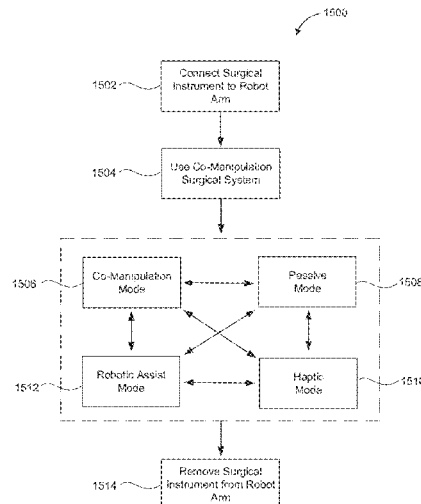 1500
1502
Connect Surgical
Instrument to Robot
Arm
1504
Use Co-Manipulation
Surgical System
1506
Co-Manipulation
Mode
Passive
Mode
1508
1512
Robotic Assist
Mode
Haptic
Mode
1510
1514
Remove Surgical
Instrument from Robot
Arm